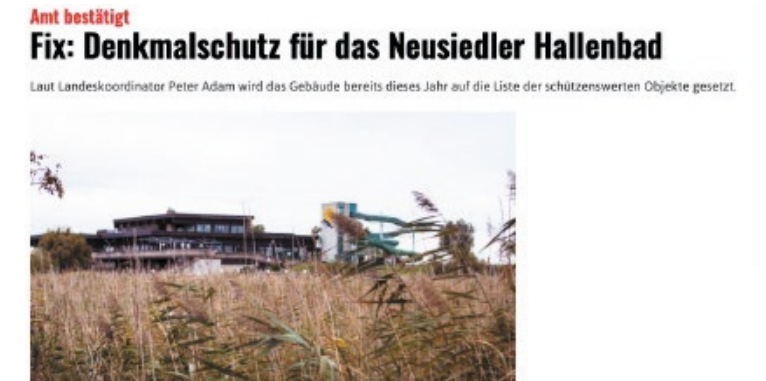 Amt bestätigt
Fix: Denkmalschutz für das Neusiedler Hallenbad
Laut Landeskoordinator Peter Adam wird das Gebäude bereits dieses Jahr auf die Liste der schützenswerten Objekte gesetzt.